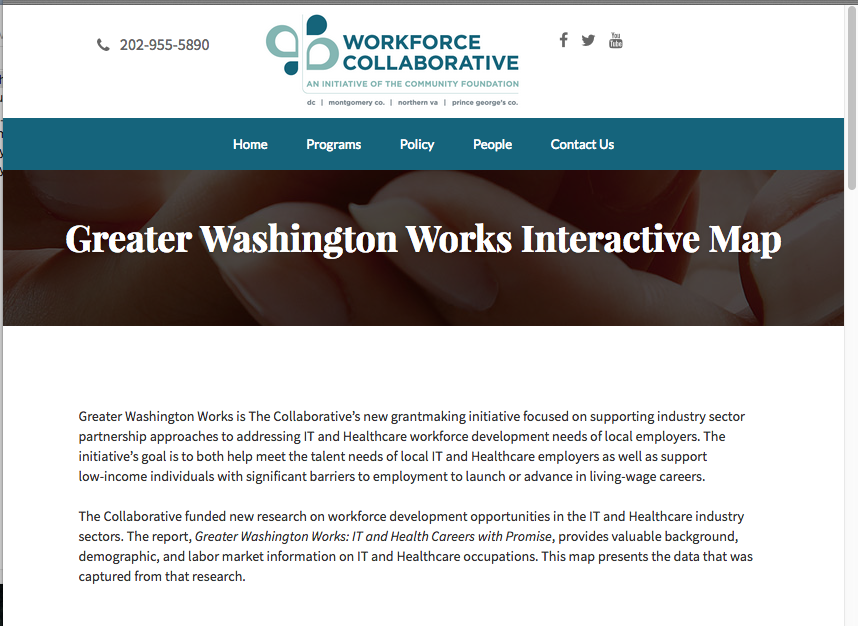 202-955-5890
WORKFORCE
COLLABORATIVE
AN INITIATIVE OF THE COMMUNITY FOUNDATION
dc | montgomery co. | northern va | prince george's co.
You
Tube
Home Programs Policy People Contact Us
Greater Washington Works Interactive Map
Greater Washington Works is The Collaborative’s new grantmaking initiative focused on supporting industry sector
partnership approaches to addressing IT and Healthcare workforce development needs of local employers. The
initiative’s goal is to both help meet the talent needs of local IT and Healthcare employers as well as support
low-income individuals with significant barriers to employment to launch or advance in living-wage careers.
The Collaborative funded new research on workforce development opportunities in the IT and Healthcare industry
sectors. The report, Greater Washington Works: IT and Health Careers with Promise, provides valuable background,
demographic, and labor market information on IT and Healthcare occupations. This map presents the data that was
captured from that research.